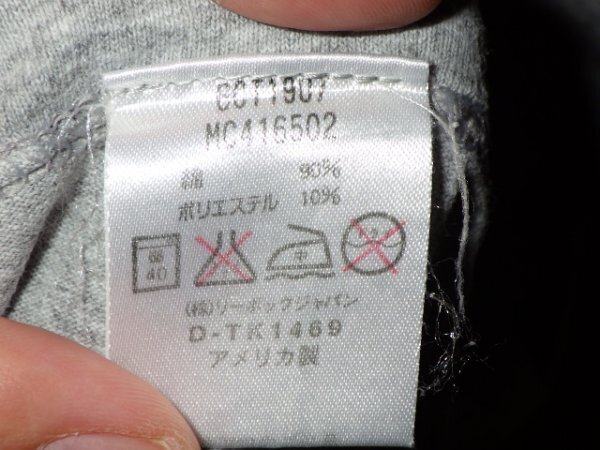 CCT1907
MC416502
綿 90%
ポリエステル 10%
40 中
(株)リーボックジャパン
D-TK1469
アメリカ製